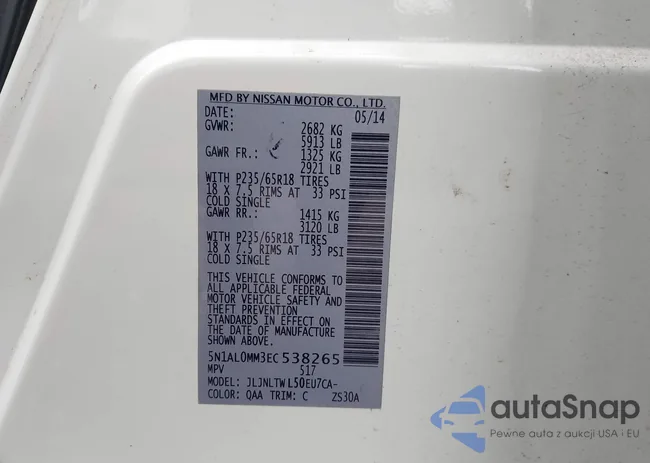 MFD BY NISSAN MOTOR CO., LTD.
DATE: 05/14
GVWR: 2682 KG
5913 LB
GAWR FR.: 1325 KG
2921 LB
WITH P235/65R18 TIRES
18 X 7.5 RIMS AT 33 PSI
COLD SINGLE
GAWR RR.: 1415 KG
3120 LB
WITH P235/65R18 TIRES
18 X 7.5 RIMS AT 33 PSI
COLD SINGLE
THIS VEHICLE CONFORMS TO
ALL APPLICABLE FEDERAL
MOTOR VEHICLE SAFETY AND
THEFT PREVENTION
STANDARDS IN EFFECT ON
THE DATE OF MANUFACTURE
SHOWN ABOVE.
5N1AL0MM3EC538265
MPV 517
MODEL: JLJNLTW L50EU7CA-
COLOR: QAA TRIM: C ZS30A
autoSnap
Pewne auta z aukcji USA i EU